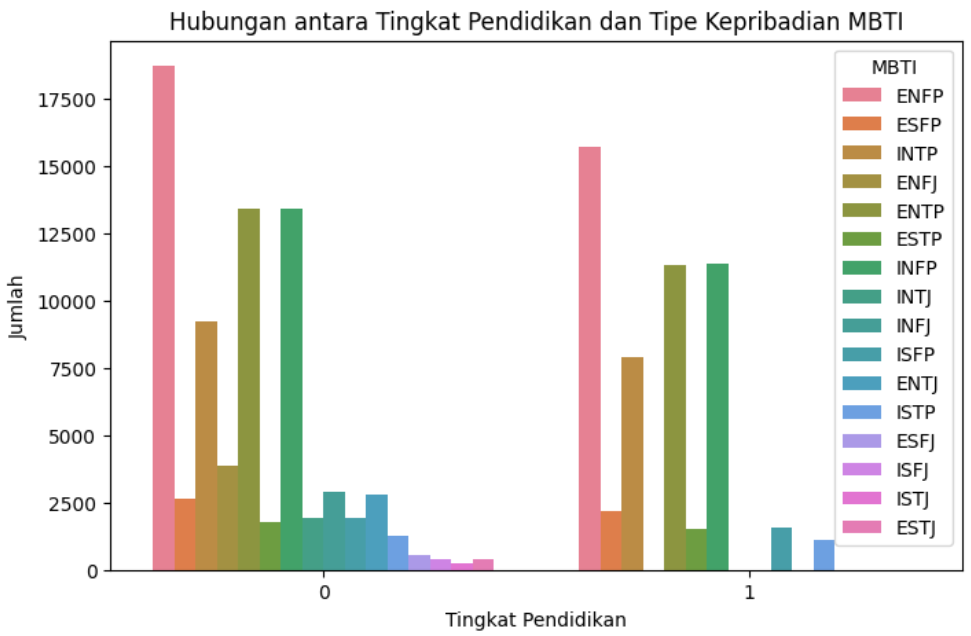 Hubungan antara Tingkat Pendidikan dan Tipe Kepribadian MBTI
Jumlah
17500
15000
12500
10000
7500
5000
2500
0
MBTI
ENFP
ESFP
INTP
ENFJ
ENTP
ESTP
INFP
INTJ
INFJ
ISFP
ENTJ
ISTP
ESFJ
ISFJ
ISTJ
ESTJ
0
1
Tingkat Pendidikan